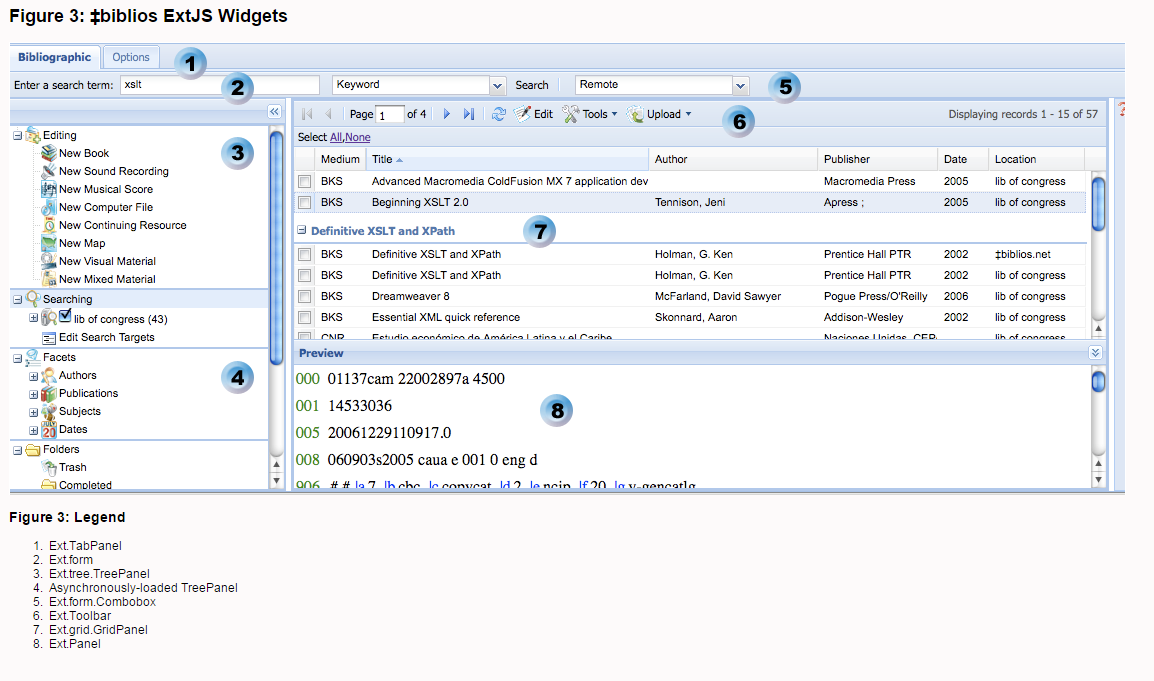 Figure 3: ‡biblios ExtJS Widgets
Bibliographic Options 1
Enter a search term: xslt 2 Keyword Search Remote 5
Page 1 of 4 Edit Tools Upload 6 Displaying records 1 - 15 of 57
Select All,None
Editing
New Book
New Sound Recording
New Musical Score
New Computer File
New Continuing Resource
New Map
New Visual Material
New Mixed Material
3
Searching
lib of congress (43)
Edit Search Targets
Facets
Authors
Publications
Subjects
Dates
4
Folders
Trash
Completed
Medium Title Author Publisher Date Location
BKS Advanced Macromedia ColdFusion MX 7 application dev Macromedia Press 2005 lib of congress
BKS Beginning XSLT 2.0 Tennison, Jeni Apress ; 2005 lib of congress
Definitive XSLT and XPath 7
BKS Definitive XSLT and XPath Holman, G. Ken Prentice Hall PTR 2002 ‡biblios.net
BKS Definitive XSLT and XPath Holman, G. Ken Prentice Hall PTR 2002 lib of congress
BKS Dreamweaver 8 McFarland, David Sawyer Pogue Press/O'Reilly 2006 lib of congress
BKS Essential XML quick reference Skonnard, Aaron Addison-Wesley 2002 lib of congress
CNR Estudio económico de América Latina y el Caribe Naciones Unidas, CEP
Preview
000 01137cam 22002897a 4500
001 14533036
005 20061229110917.0
008 060903s2005 caua e 001 0 eng d
8
906 # # |a 7 |b cbc |c copycat |d 2 |e ncip |f 20 |g y-gencatlg
Figure 3: Legend
1. Ext.TabPanel
2. Ext.form
3. Ext.tree.TreePanel
4. Asynchronously-loaded TreePanel
5. Ext.form.Combobox
6. Ext.Toolbar
7. Ext.grid.GridPanel
8. Ext.Panel